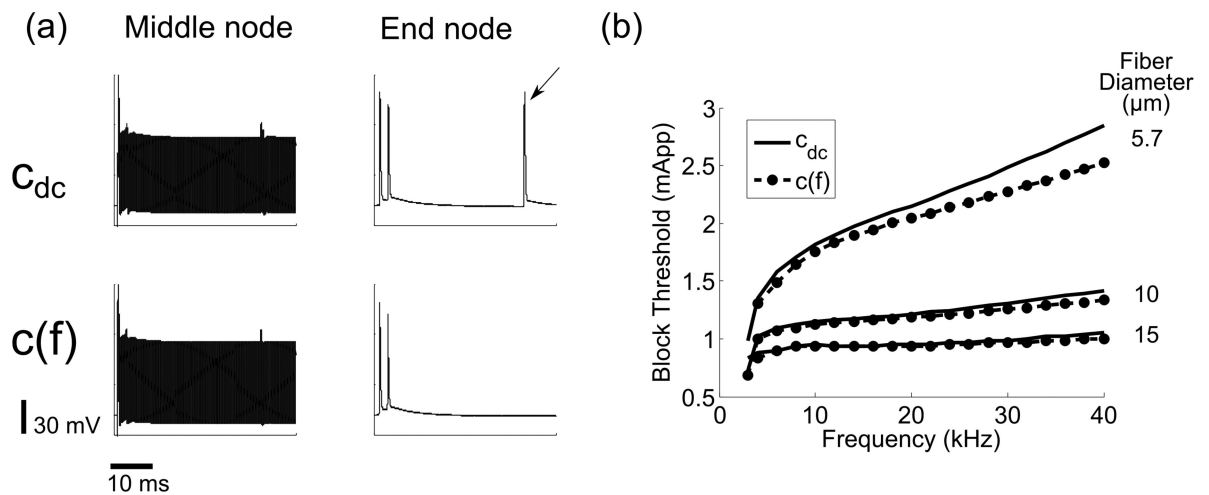 (a)
Middle node
End node
c_dc
c(f)
30 mV
10 ms
(b)
Fiber
Diameter
(µm)
Block Threshold (mApp)
3
2.5
2
1.5
1
0.5
c_dc
c(f)
5.7
10
15
0
10
20
30
40
Frequency (kHz)